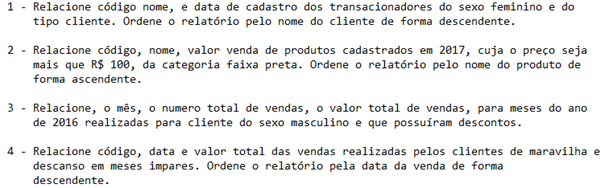 1 - Relacione código nome, e data de cadastro dos transacionadores do sexo feminino e do
tipo cliente. Ordene o relatório pelo nome do cliente de forma descendente.
2 - Relacione código, nome, valor venda de produtos cadastrados em 2017, cuja o preço seja
mais que R$ 100, da categoria faixa preta. Ordene o relatório pelo nome do produto de
forma ascendente.
3 - Relacione, o mês, o numero total de vendas, o valor total de vendas, para meses do ano
de 2016 realizadas para cliente do sexo masculino e que possuíram descontos.
4 - Relacione código, data e valor total das vendas realizadas pelos clientes de maravilha e
descanso em meses impares. Ordene o relatório pela data da venda de forma
descendente.